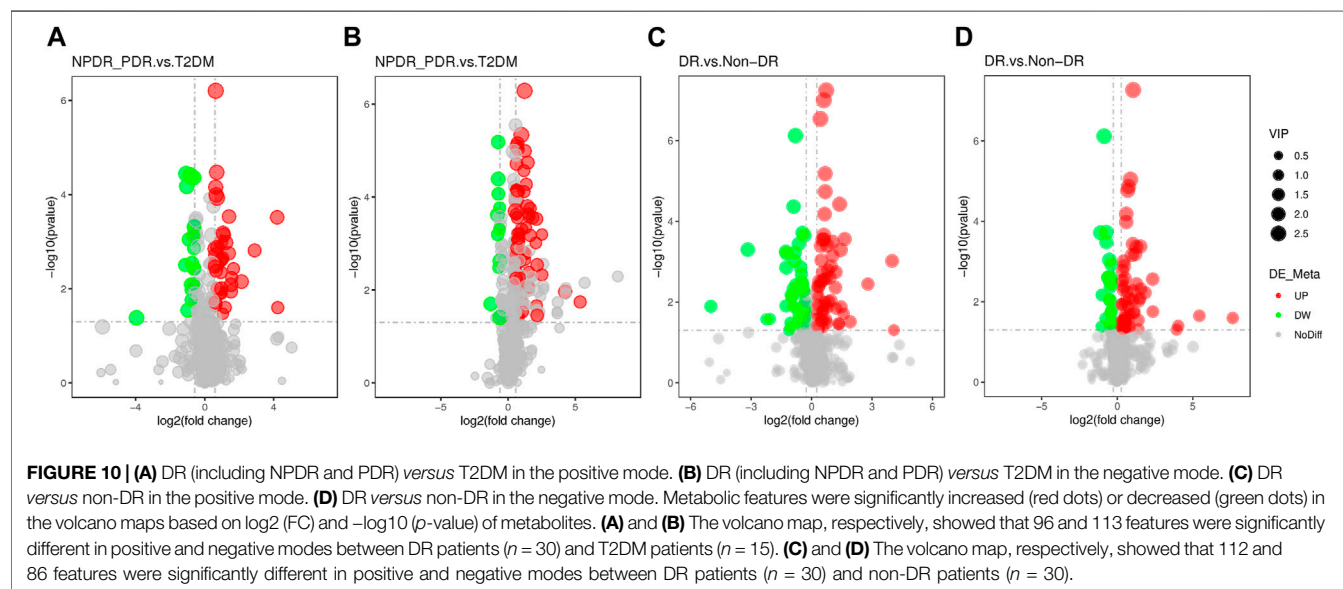 A
B
C
D
NPDR_PDR.vs.T2DM
NPDR_PDR.vs.T2DM
DR.vs.Non−DR
DR.vs.Non−DR
−log10(pvalue)
6
4
2
0
−4
0
4
log2(fold change)
−log10(pvalue)
6
4
2
0
0
5
log2(fold change)
−log10(pvalue)
6
4
2
0
−6
−3
0
3
6
log2(fold change)
−log10(pvalue)
6
4
2
0
−5
0
5
log2(fold change)
VIP
0.5
1.0
1.5
2.0
2.5
DE_Meta
UP
DW
NoDiff
FIGURE 10 | (A) DR (including NPDR and PDR) versus T2DM in the positive mode. (B) DR (including NPDR and PDR) versus T2DM in the negative mode. (C) DR
versus non-DR in the positive mode. (D) DR versus non-DR in the negative mode. Metabolic features were significantly increased (red dots) or decreased (green dots) in
the volcano maps based on log2 (FC) and −log10 (p-value) of metabolites. (A) and (B) The volcano map, respectively, showed that 96 and 113 features were significantly
different in positive and negative modes between DR patients (n = 30) and T2DM patients (n = 15). (C) and (D) The volcano map, respectively, showed that 112 and
86 features were significantly different in positive and negative modes between DR patients (n = 30) and non-DR patients (n = 30).